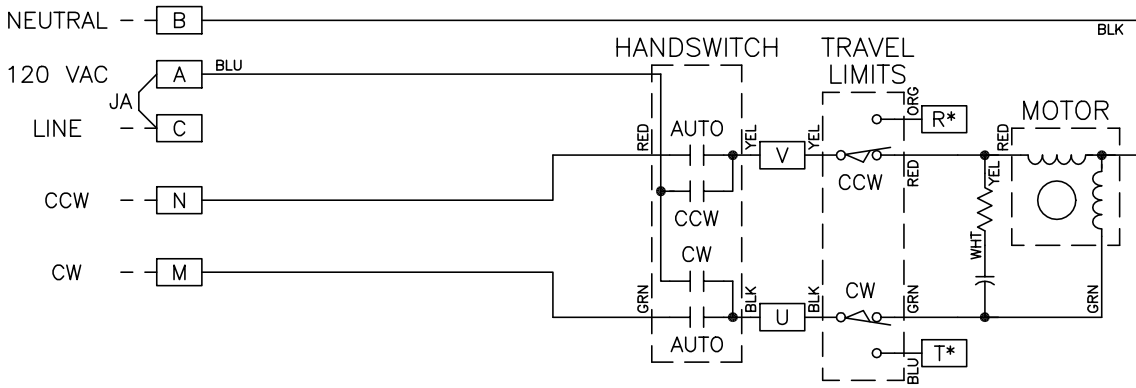 NEUTRAL B
BLK
HANDSWITCH TRAVEL LIMITS
120 VAC A BLU
JA
LINE C
ORG R*
MOTOR
RED AUTO YEL V YEL CCW RED YEL RED
CCW N
CCW
WHT
CW M
CW
GRN AUTO BLK U BLK CW GRN GRN
BLU T*